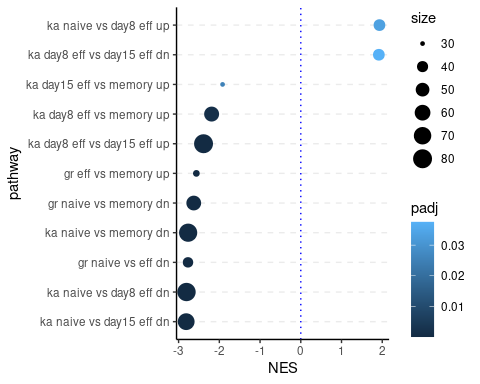 ka naive vs day8 eff up
ka day8 eff vs day15 eff dn
ka day15 eff vs memory up
ka day8 eff vs memory up
ka day8 eff vs day15 eff up
gr eff vs memory up
gr naive vs memory dn
ka naive vs memory dn
gr naive vs eff dn
ka naive vs day8 eff dn
ka naive vs day15 eff dn
pathway
-3 -2 -1 0 1 2
NES
size
30
40
50
60
70
80
padj
0.03
0.02
0.01